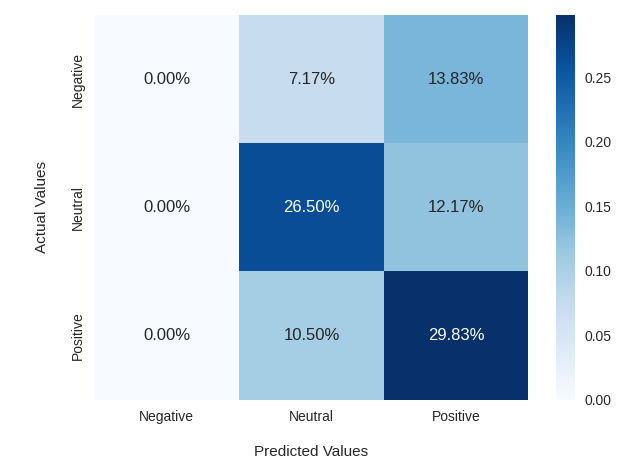 Actual Values
Negative
0.00% 7.17% 13.83%
Neutral
0.00% 26.50% 12.17%
Positive
0.00% 10.50% 29.83%
Negative Neutral Positive
Predicted Values
0.25
0.20
0.15
0.10
0.05
0.00